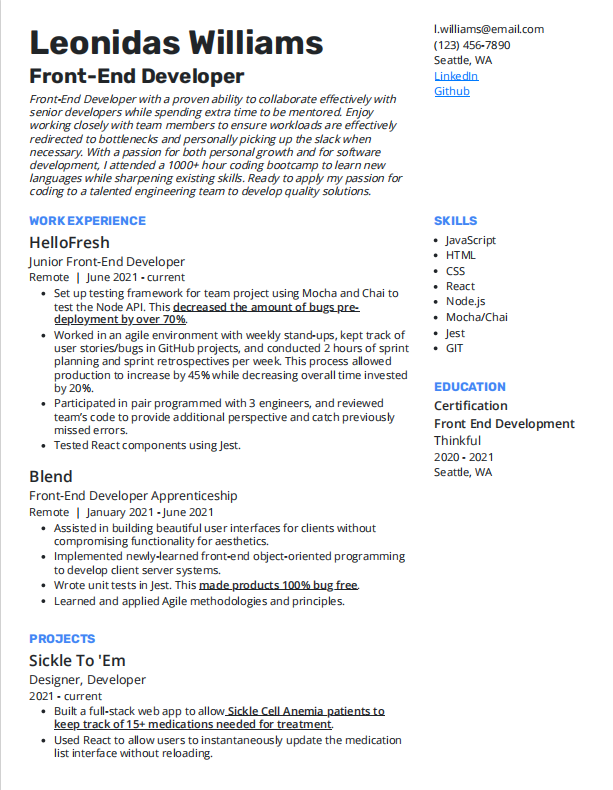 Leonidas Williams
Front-End Developer
Front-End Developer with a proven ability to collaborate effectively with
senior developers while spending extra time to be mentored. Enjoy
working closely with team members to ensure workloads are effectively
redirected to bottlenecks and personally picking up the slack when
necessary. With a passion for both personal growth and for software
development, I attended a 1000+ hour coding bootcamp to learn new
languages while sharpening existing skills. Ready to apply my passion for
coding to a talented engineering team to develop quality solutions.
l.williams@email.com
(123) 456-7890
Seattle, WA
LinkedIn
Github
WORK EXPERIENCE
HelloFresh
Junior Front-End Developer
Remote | June 2021 - current
• Set up testing framework for team project using Mocha and Chai to
test the Node API. This decreased the amount of bugs pre-
deployment by over 70%.
• Worked in an agile environment with weekly stand-ups, kept track of
user stories/bugs in GitHub projects, and conducted 2 hours of sprint
planning and sprint retrospectives per week. This process allowed
production to increase by 45% while decreasing overall time invested
by 20%.
• Participated in pair programmed with 3 engineers, and reviewed
team's code to provide additional perspective and catch previously
missed errors.
• Tested React components using Jest.
Blend
Front-End Developer Apprenticeship
Remote | January 2021 - June 2021
• Assisted in building beautiful user interfaces for clients without
compromising functionality for aesthetics.
• Implemented newly-learned front-end object-oriented programming
to develop client server systems.
• Wrote unit tests in Jest. This made products 100% bug free.
• Learned and applied Agile methodologies and principles.
PROJECTS
Sickle To 'Em
Designer, Developer
2021 - current
• Built a full-stack web app to allow Sickle Cell Anemia patients to
keep track of 15+ medications needed for treatment.
• Used React to allow users to instantaneously update the medication
list interface without reloading.
SKILLS
• JavaScript
• HTML
• CSS
• React
• Node.js
• Mocha/Chai
• Jest
• GIT
EDUCATION
Certification
Front End Development
Thinkful
2020 - 2021
Seattle, WA